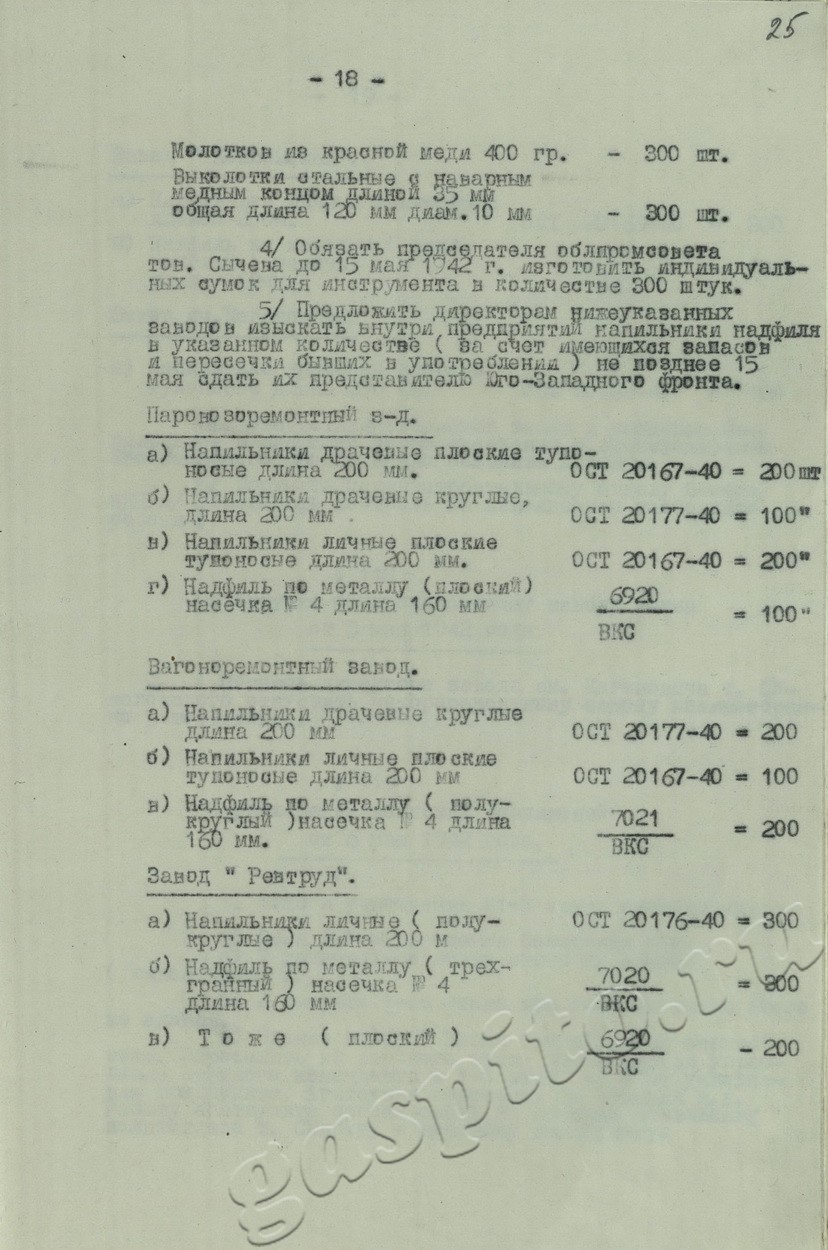 25
- 18 -
Молотков из красной меди 400 гр. - 300 шт.
Выколотки стальные с наварным
медным концом длиной 35 мм
общая длина 120 мм диам.10 мм - 300 шт.
4/ Обязать председателя облпромсовета
тов. Сычева до 15 мая 1942 г. изготовить индивидуаль-
ных сумок для инструмента в количестве 300 штук.
5/ Предложить директорам нижеуказанных
заводов изыскать внутри предприятий напильники надфиля
в указанном количестве ( за счет имеющихся запасов
и пересечки бывших в употреблении ) не позднее 15
мая сдать их представителю Юго-Западного фронта.
Паровозоремонтный з-д.
а) Напильники драчевые плоские тупо-
носые длина 200 мм. ОСТ 20167-40 = 200шт
б) Напильники драчевые круглые,
длина 200 мм . ОСТ 20177-40 = 100"
в) Напильники личные плоские
тупоносые длина 200 мм. ОСТ 20167-40 = 200"
г) Надфиль по металлу (плоский)
насечка № 4 длина 160 мм 6920
ВКС = 100"
Вагоноремонтный завод.
а) Напильники драчевые круглые
длина 200 мм ОСТ 20177-40 = 200
б) Напильники личные плоские
тупоносые длина 200 мм ОСТ 20167-40 = 100
в) Надфиль по металлу ( полу-
круглый )насечка № 4 длина
160 мм. 7021
ВКС = 200
Завод " Ревтруд".
а) Напильники личные ( полу-
круглые ) длина 200 м ОСТ 20176-40 = 300
б) Надфиль по металлу ( трех-
гранный ) насечка № 4
длина 160 мм 7020
ВКС = 300
в) Т о ж е ( плоский ) 6920
ВКС - 200
gaspito.ru